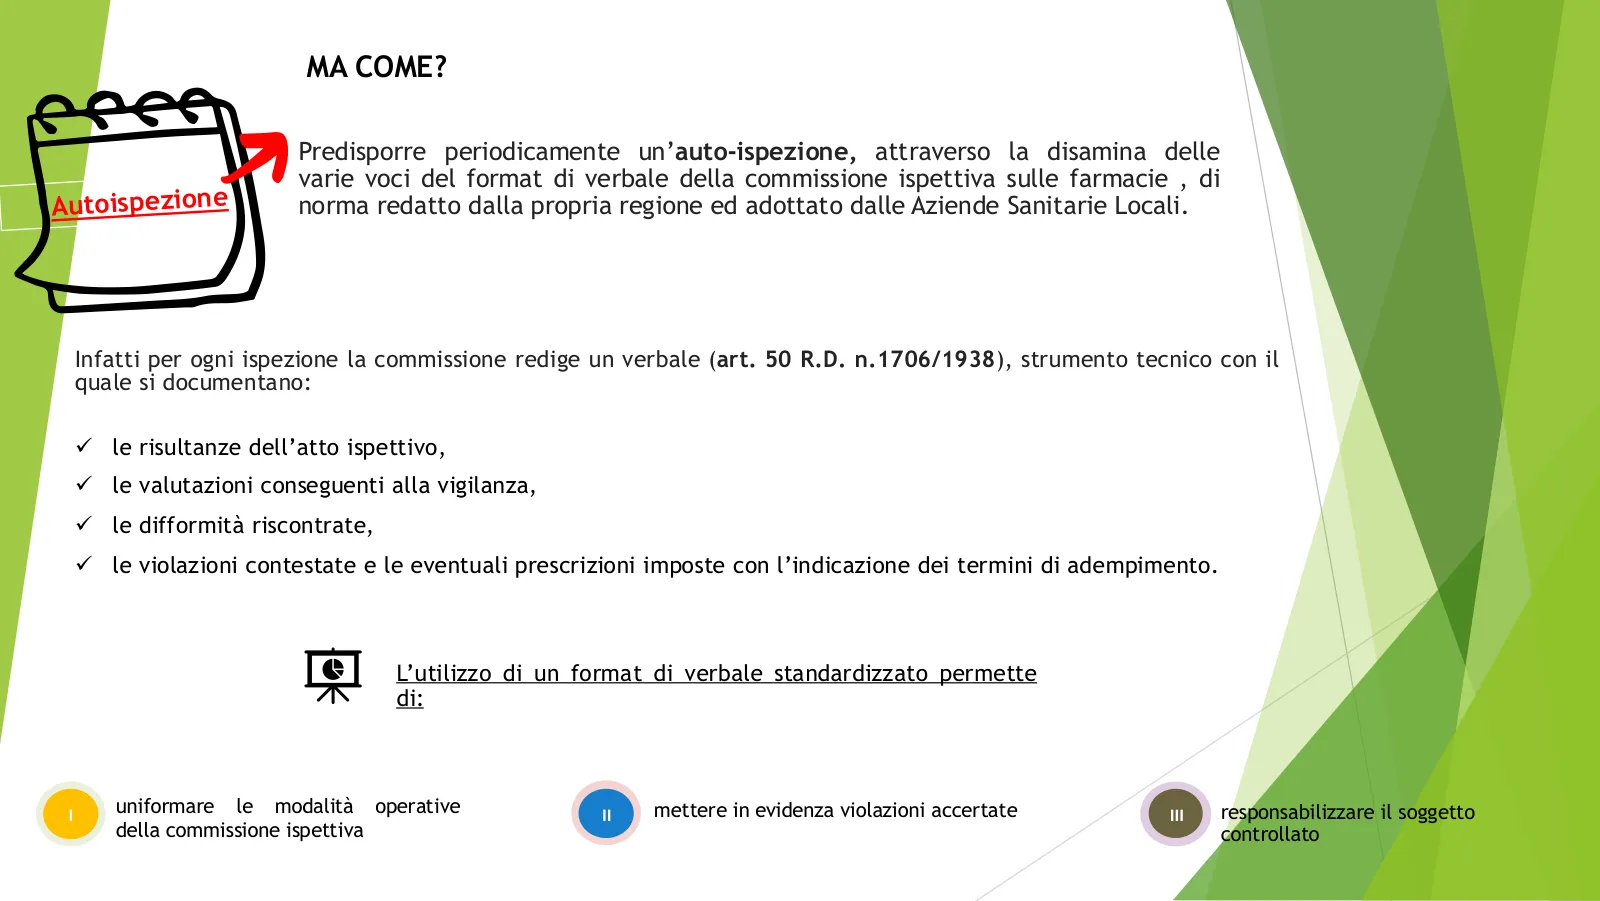 MA COME?
Autoispezione
Predisporre periodicamente un’auto-ispezione, attraverso la disamina delle
varie voci del format di verbale della commissione ispettiva sulle farmacie , di
norma redatto dalla propria regione ed adottato dalle Aziende Sanitarie Locali.
Infatti per ogni ispezione la commissione redige un verbale (art. 50 R.D. n.1706/1938), strumento tecnico con il
quale si documentano:
✓ le risultanze dell’atto ispettivo,
✓ le valutazioni conseguenti alla vigilanza,
✓ le difformità riscontrate,
✓ le violazioni contestate e le eventuali prescrizioni imposte con l’indicazione dei termini di adempimento.
L’utilizzo di un format di verbale standardizzato permette
di:
I
uniformare le modalità operative
della commissione ispettiva
II
mettere in evidenza violazioni accertate
III
responsabilizzare il soggetto
controllato